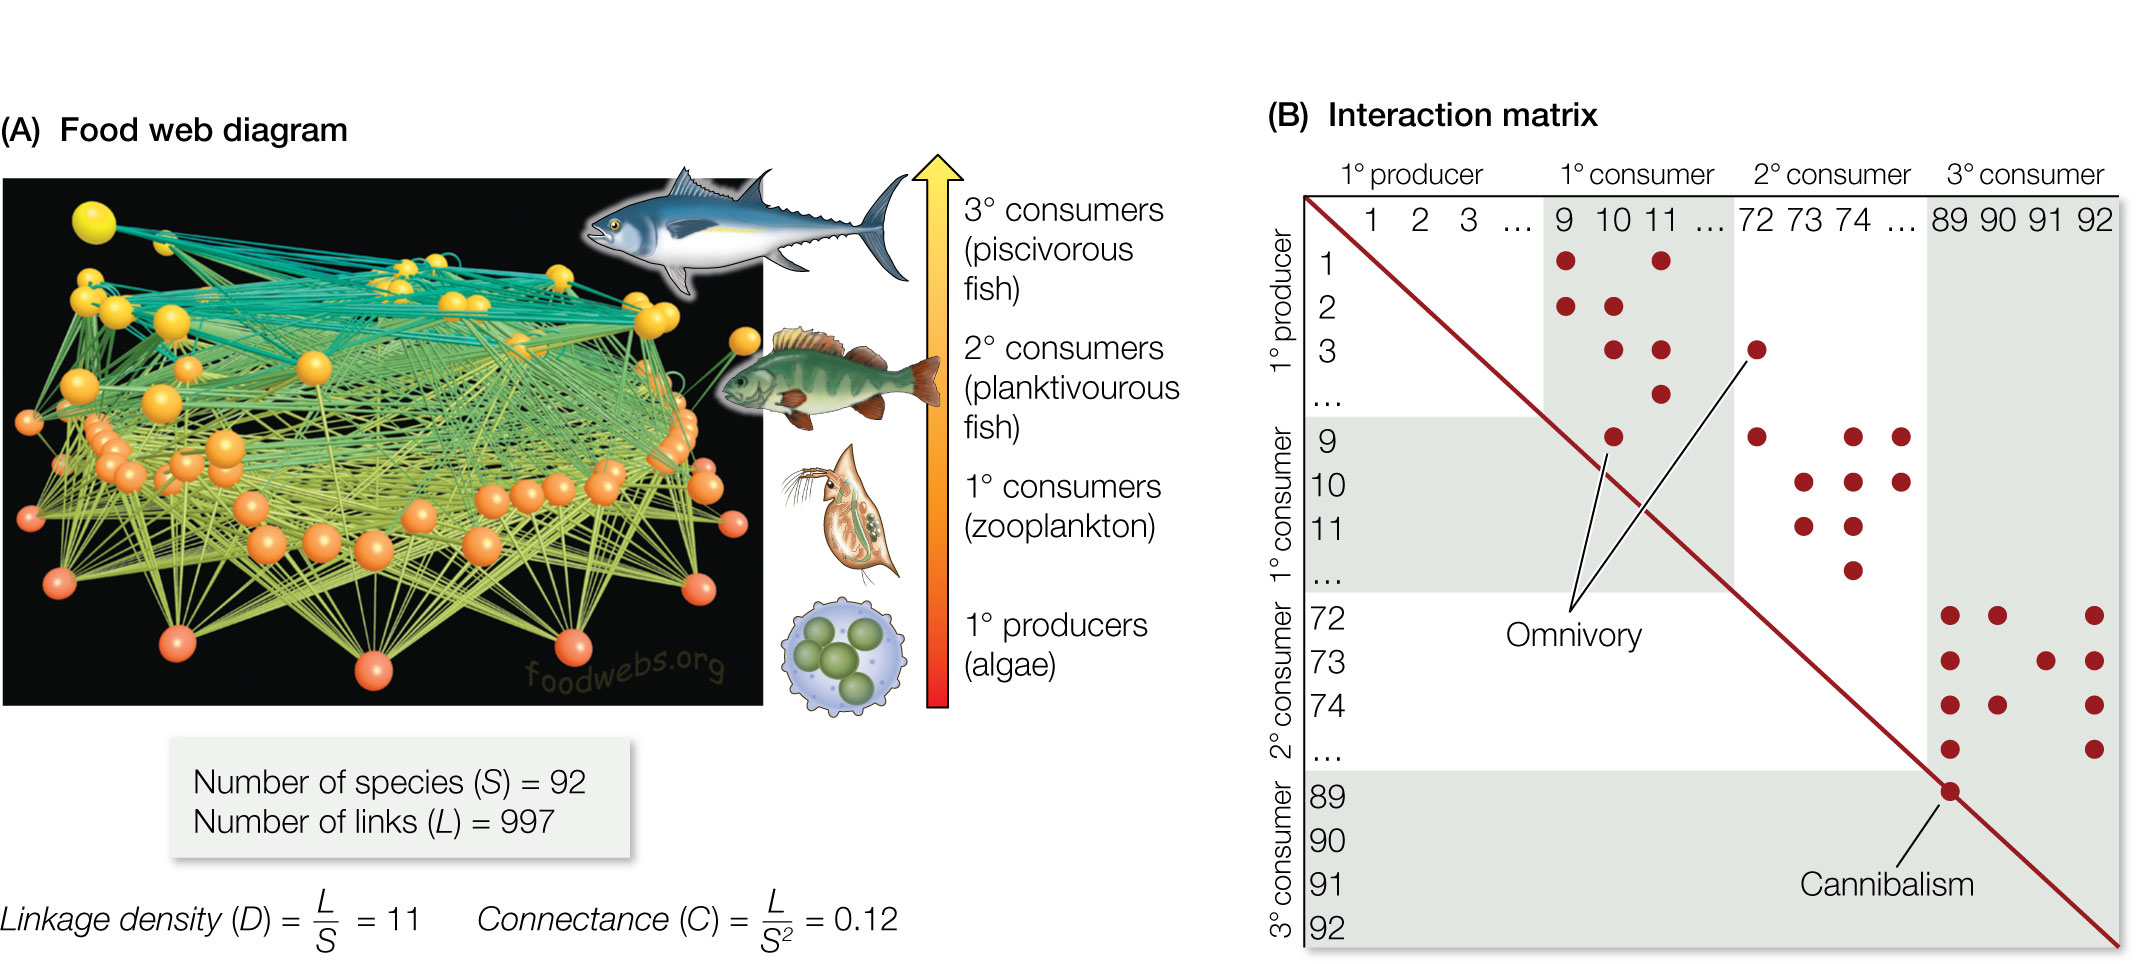 (A) Food web diagram
3° consumers
(piscivorous
fish)
2° consumers
(planktivourous
fish)
1° consumers
(zooplankton)
1° producers
(algae)
foodwebs.org
Number of species (S) = 92
Number of links (L) = 997
Linkage density (D) = L/S = 11
Connectance (C) = L/S² = 0.12
(B) Interaction matrix
1° producer 1° consumer 2° consumer 3° consumer
1 2 3 ... 9 10 11 ... 72 73 74 ... 89 90 91 92
1° producer
1
2
3
...
1° consumer
9
10
11
...
2° consumer
72
73
74
...
3° consumer
89
90
91
92
Omnivory
Cannibalism